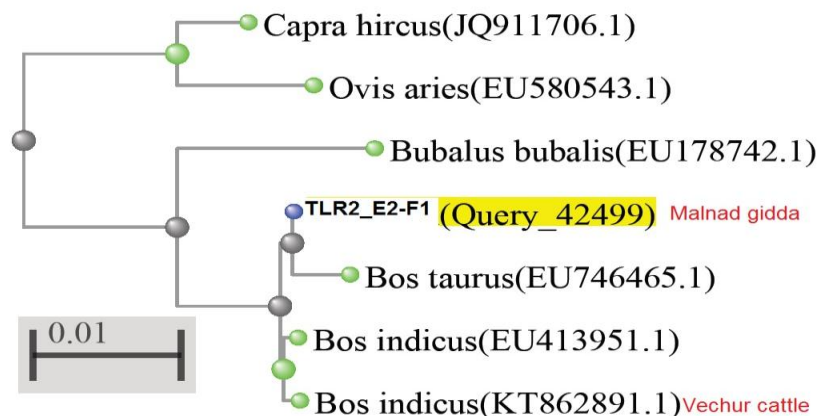 Capra hircus(JQ911706.1)
Ovis aries(EU580543.1)
Bubalus bubalis(EU178742.1)
TLR2_E2-F1 (Query_42499) Malnad gidda
Bos taurus(EU746465.1)
0.01
Bos indicus(EU413951.1)
Bos indicus(KT862891.1) Vechur cattle